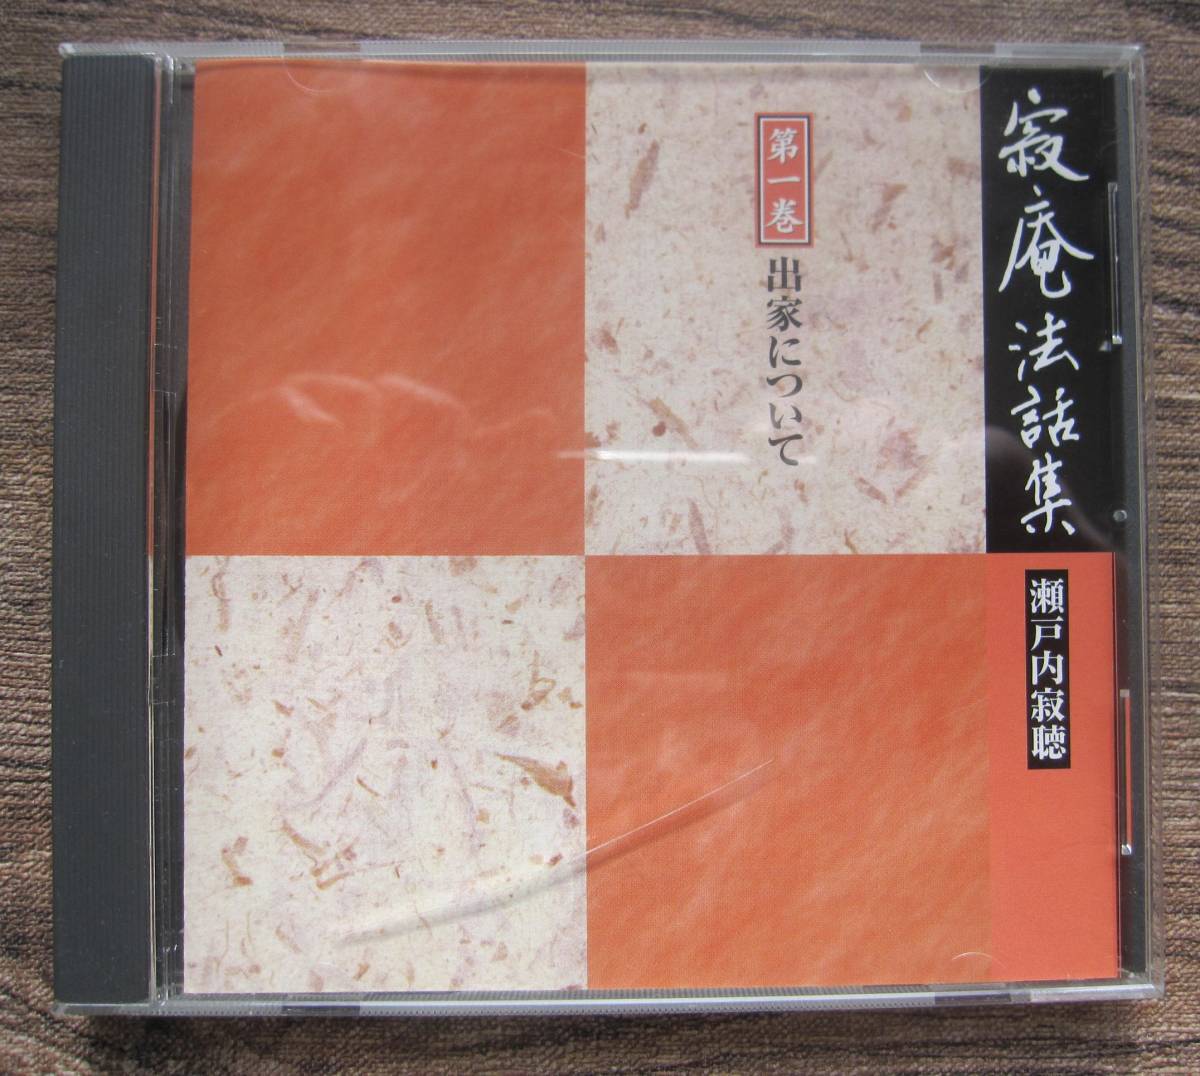 寂庵法話集
瀬戸内寂聴
第一巻
出家について